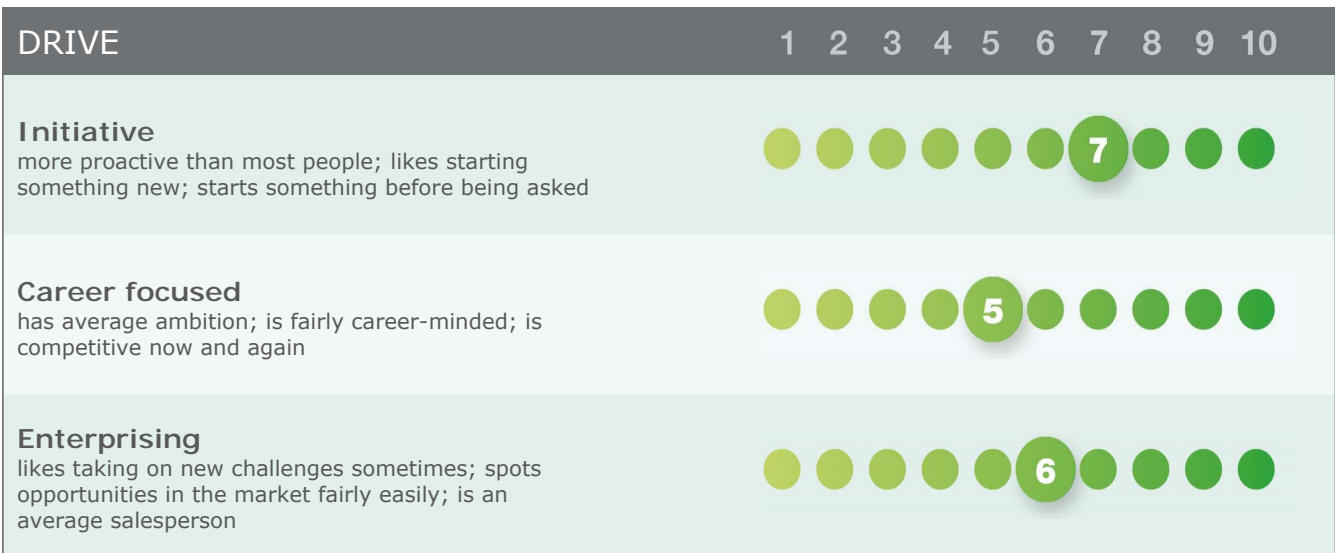 DRIVE 1 2 3 4 5 6 7 8 9 10
Initiative
more proactive than most people; likes starting
something new; starts something before being asked
7
Career focused
has average ambition; is fairly career-minded; is
competitive now and again
5
Enterprising
likes taking on new challenges sometimes; spots
opportunities in the market fairly easily; is an
average salesperson
6